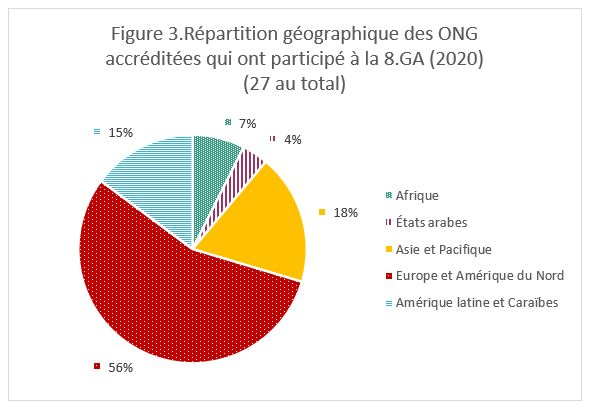 Figure 3.Répartition géographique des ONG
accréditées qui ont participé à la 8.GA (2020)
(27 au total)
7%
4%
15%
18%
56%
Afrique
États arabes
Asie et Pacifique
Europe et Amérique du Nord
Amérique latine et Caraïbes